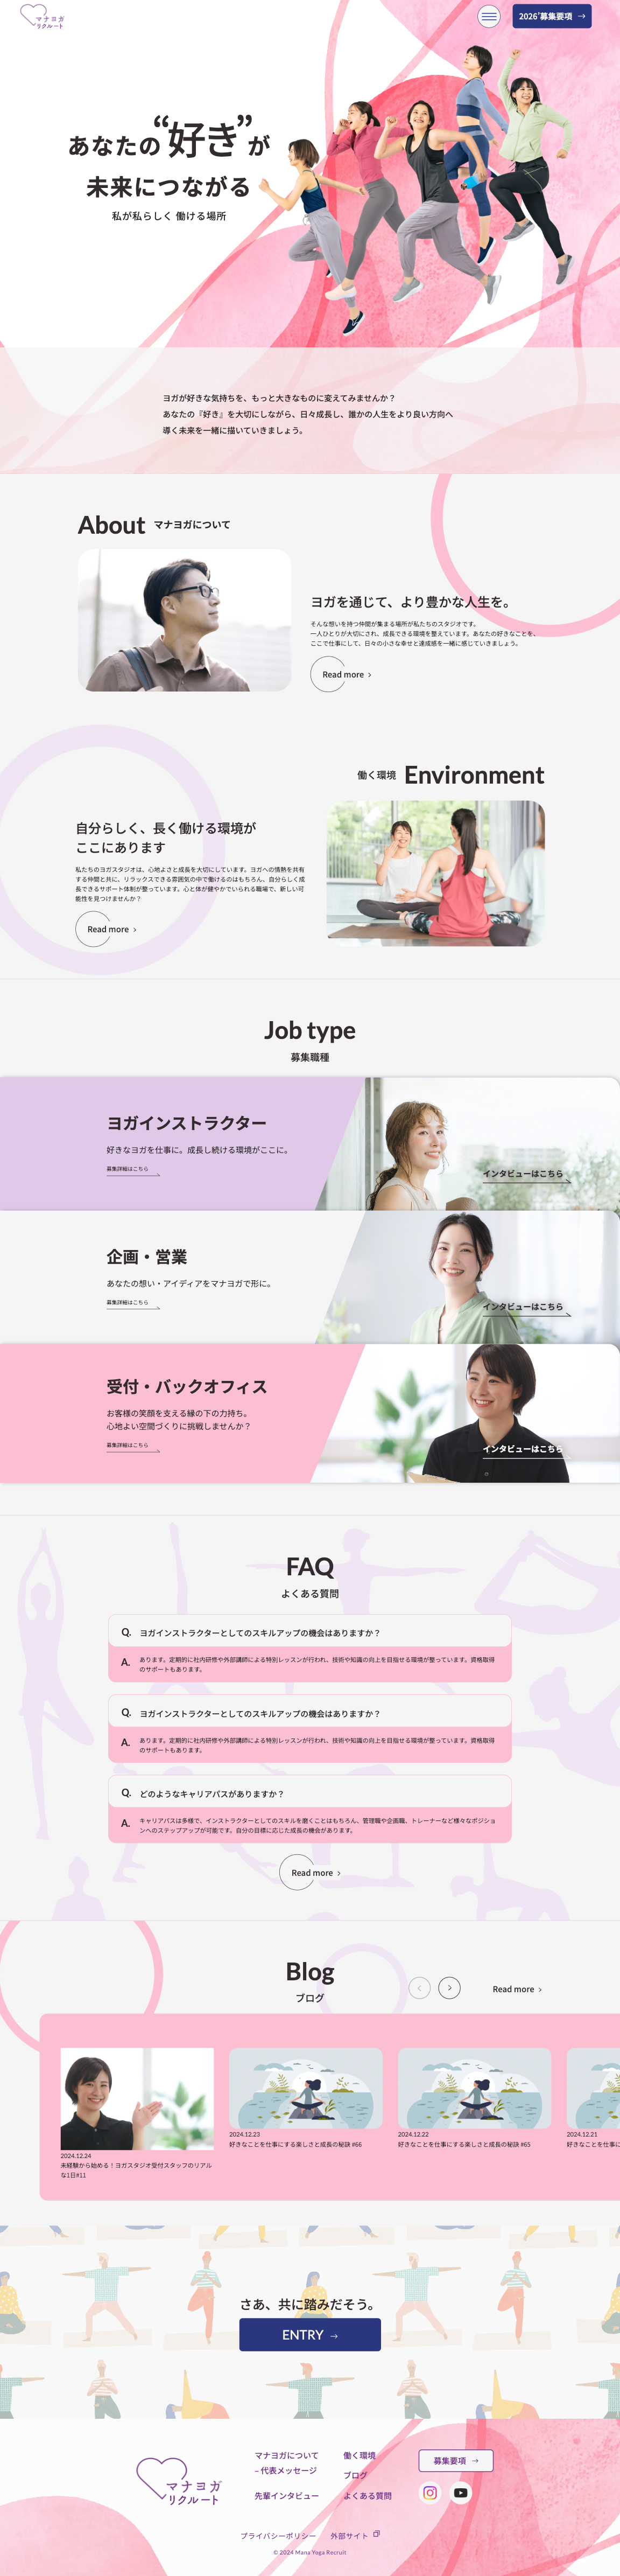 マナヨガ
リクルート
2026'募集要項
あなたの“好き”が
未来につながる
私が私らしく 働ける場所
ヨガが好きな気持ちを、もっと大きなものに変えてみませんか？
あなたの『好き』を大切にしながら、日々成長し、誰かの人生をより良い方向へ
導く未来を一緒に描いていきましょう。
About マナヨガについて
ヨガを通じて、より豊かな人生を。
そんな想いを持つ仲間が集まる場所が私たちのスタジオです。
一人ひとりが大切にされ、成長できる環境を整えています。あなたの好きなことを、
ここで仕事にして、日々の小さな幸せと達成感を一緒に感じていきましょう。
Read more
働く環境 Environment
自分らしく、長く働ける環境が
ここにあります
私たちのヨガスタジオは、心地よさと成長を大切にしています。ヨガへの情熱を共有
する仲間と共に、リラックスできる雰囲気の中で働けるのはもちろん、自分らしく成
長できるサポート体制が整っています。心と体が健やかでいられる職場で、新しい可
能性を見つけませんか？
Read more
Job type
募集職種
ヨガインストラクター
好きなヨガを仕事に。成長し続ける環境がここに。
募集詳細はこちら
インタビューはこちら
企画・営業
あなたの想い・アイディアをマナヨガで形に。
募集詳細はこちら
インタビューはこちら
受付・バックオフィス
お客様の笑顔を支える縁の下の力持ち。
心地よい空間づくりに挑戦しませんか？
募集詳細はこちら
インタビューはこちら
FAQ
よくある質問
Q. ヨガインストラクターとしてのスキルアップの機会はありますか？
A. あります。定期的に社内研修や外部講師による特別レッスンが行われ、技術や知識の向上を目指せる環境が整っています。資格取得
のサポートもあります。
Q. ヨガインストラクターとしてのスキルアップの機会はありますか？
A. あります。定期的に社内研修や外部講師による特別レッスンが行われ、技術や知識の向上を目指せる環境が整っています。資格取得
のサポートもあります。
Q. どのようなキャリアパスがありますか？
A. キャリアパスは多様で、インストラクターとしてのスキルを磨くことはもちろん、管理職や企画職、トレーナーなど様々なポジショ
ンへのステップアップが可能です。自分の目標に応じた成長の機会があります。
Read more
Blog
ブログ
Read more
2024.12.24
未経験から始める！ヨガスタジオ受付スタッフのリアル
な1日#11
2024.12.23
好きなことを仕事にする楽しさと成長の秘訣 #66
2024.12.22
好きなことを仕事にする楽しさと成長の秘訣 #65
2024.12.21
好きなことを仕事に
さあ、共に踏みだそう。
ENTRY
マナヨガ
リクルート
マナヨガについて
– 代表メッセージ
先輩インタビュー
働く環境
ブログ
よくある質問
募集要項
プライバシーポリシー
外部サイト
© 2024 Mana Yoga Recruit